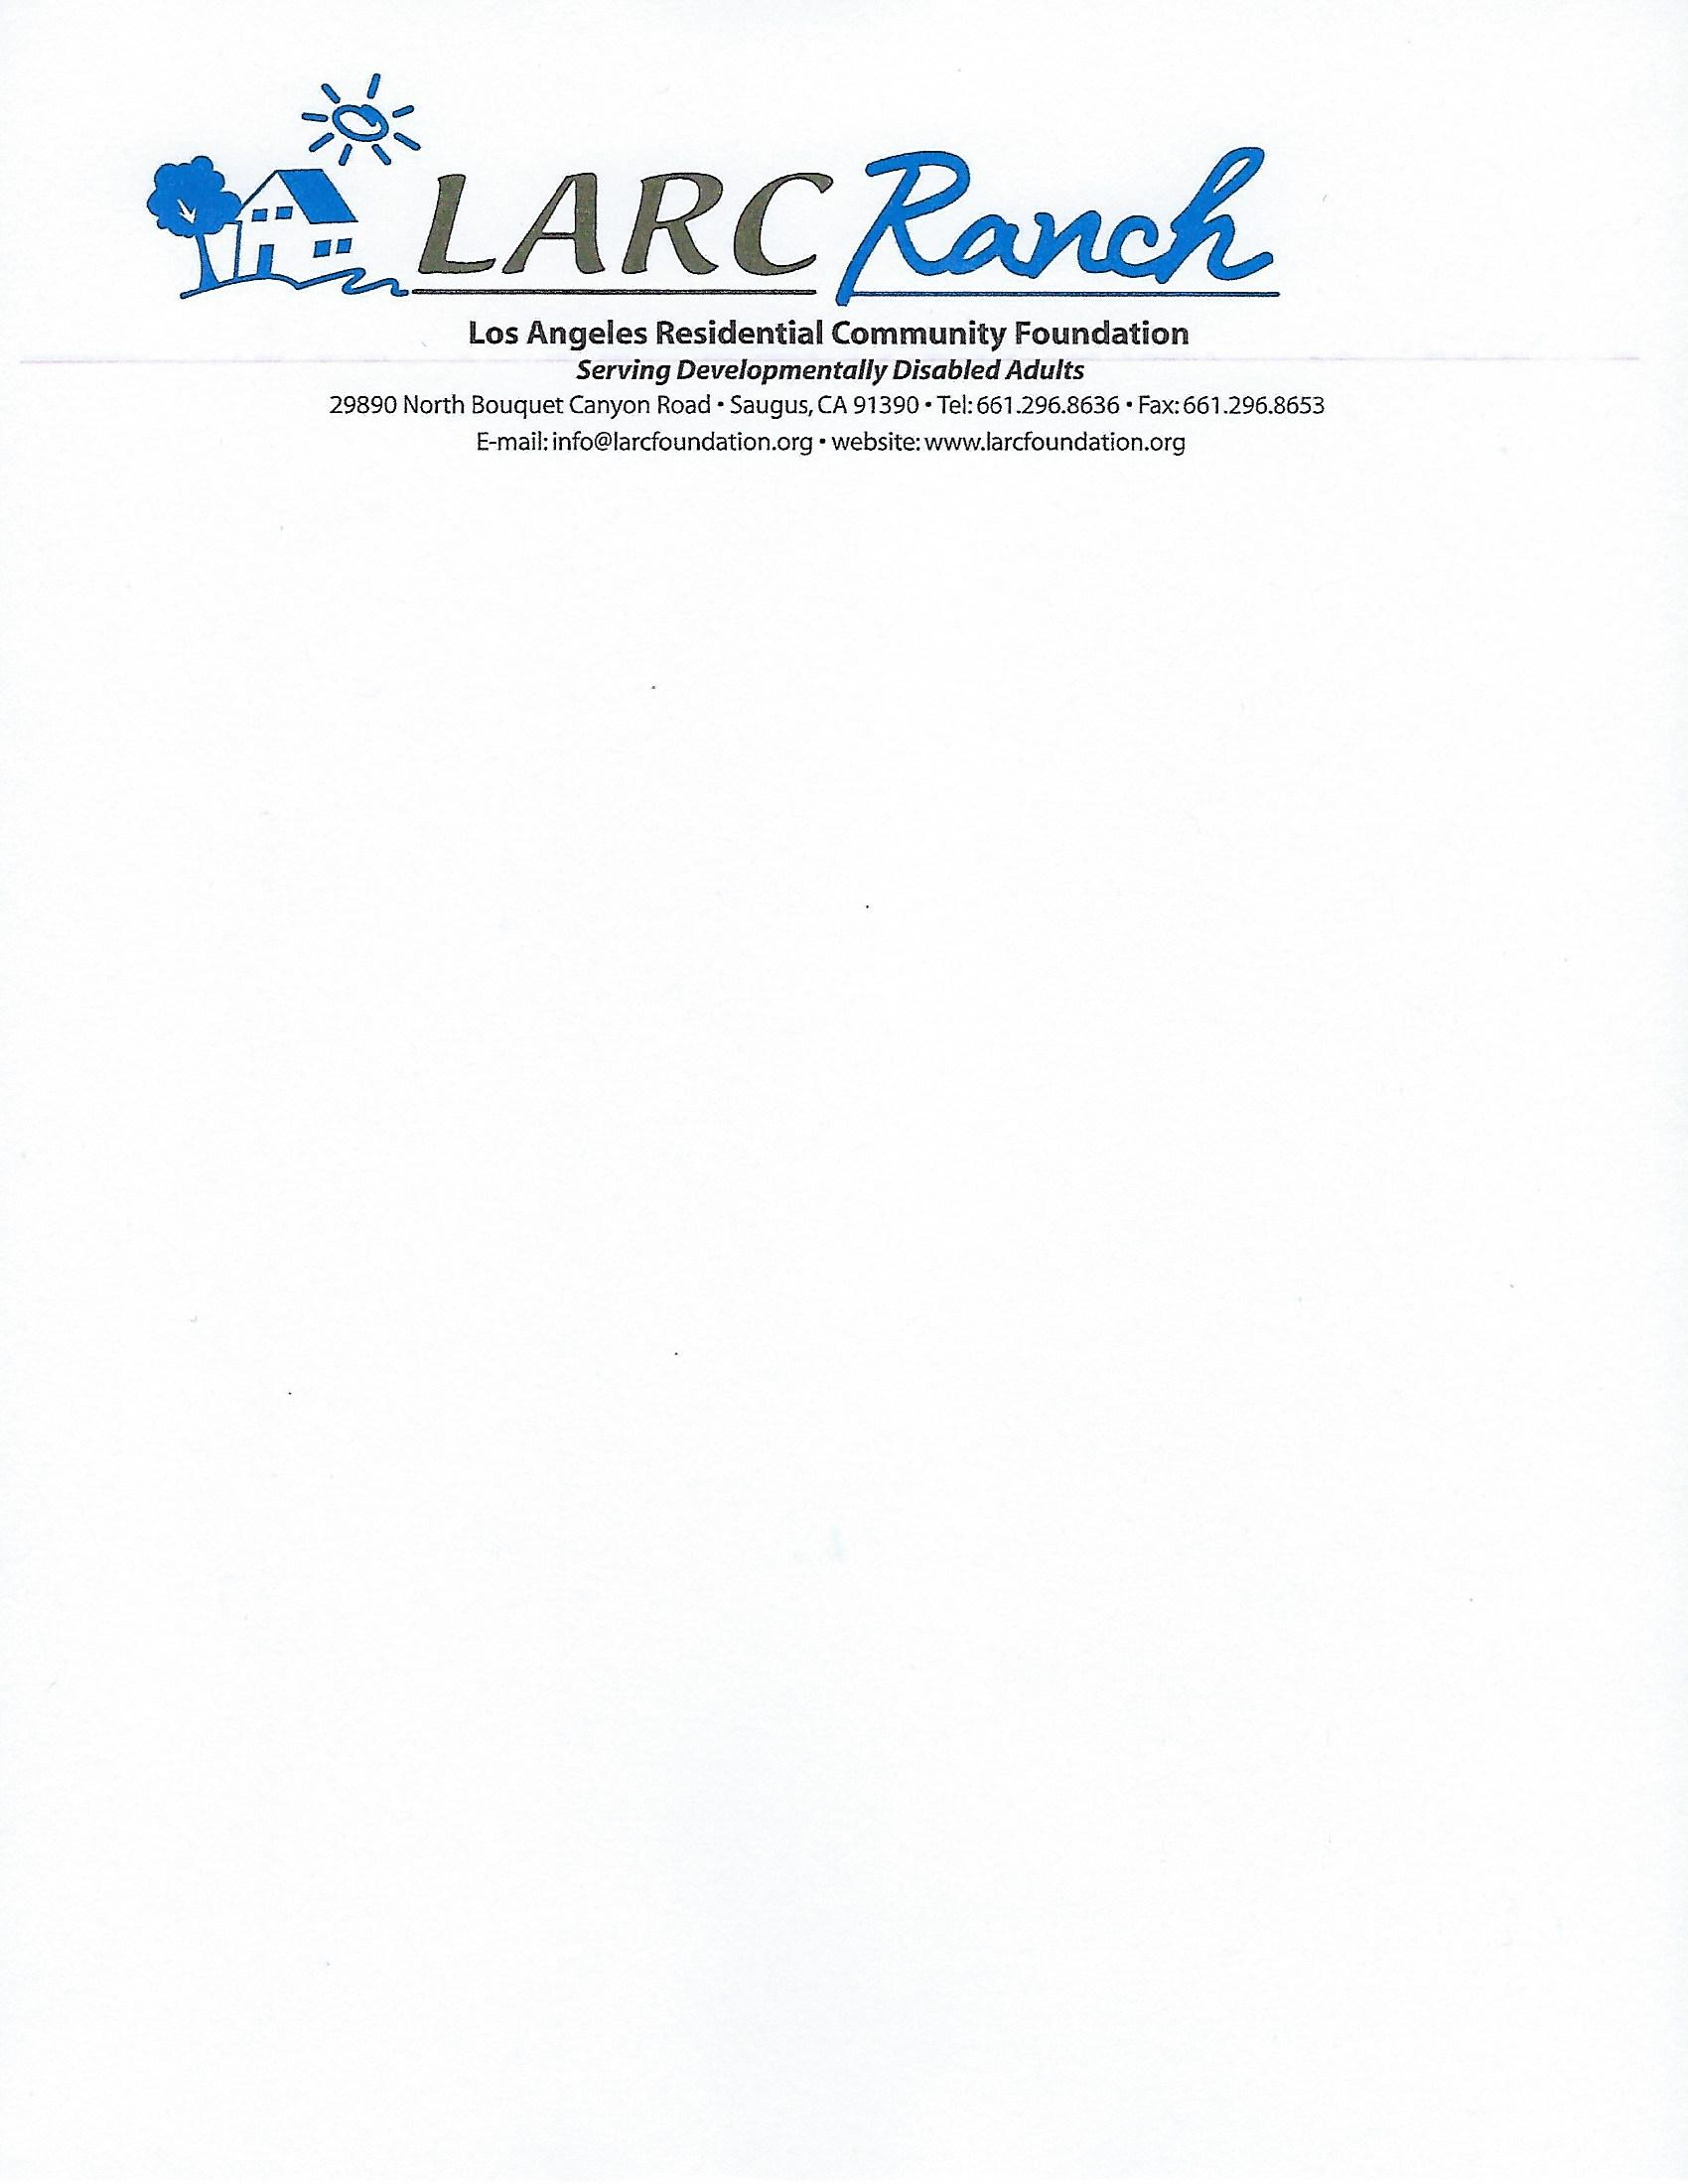 LARC Ranch
Los Angeles Residential Community Foundation
Serving Developmentally Disabled Adults
29890 North Bouquet Canyon Road • Saugus, CA 91390 • Tel: 661.296.8636 • Fax: 661.296.8653
E-mail: info@larcfoundation.org • website: www.larcfoundation.org